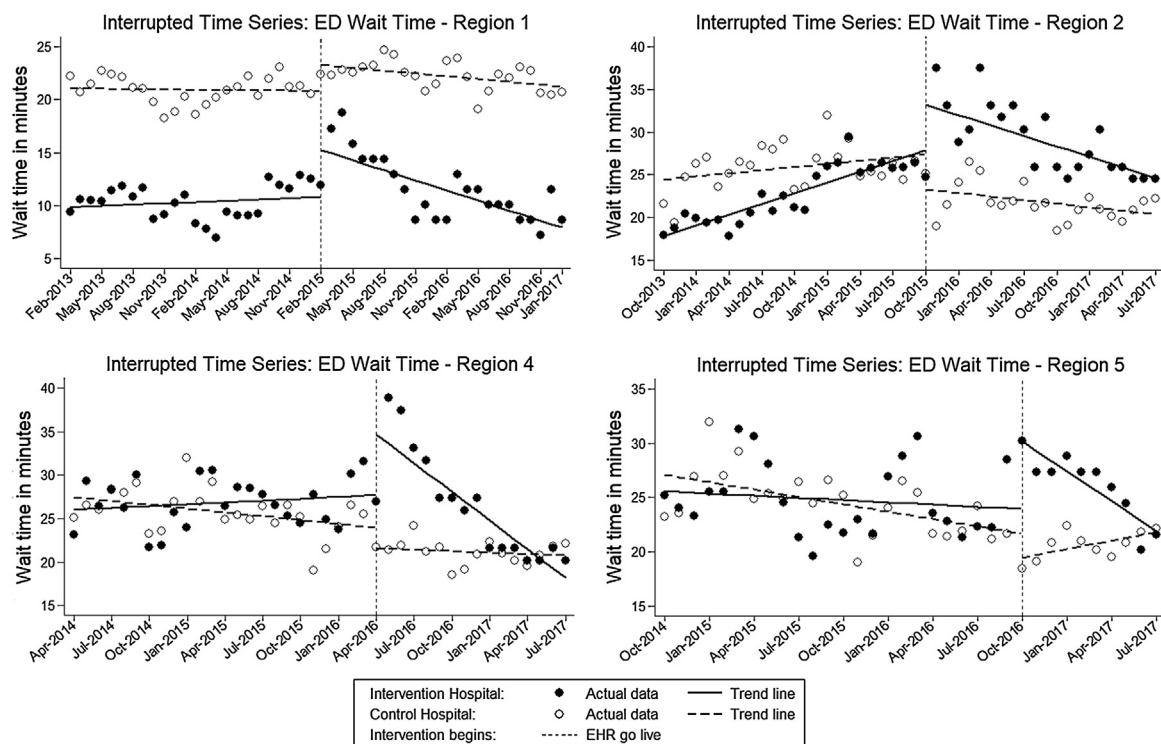 Interrupted Time Series: ED Wait Time - Region 1
Wait time in minutes
25
20
15
10
5
Feb-2013
May-2013
Aug-2013
Nov-2013
Feb-2014
May-2014
Aug-2014
Nov-2014
Feb-2015
May-2015
Aug-2015
Nov-2015
Feb-2016
May-2016
Aug-2016
Nov-2016
Jan-2017
Interrupted Time Series: ED Wait Time - Region 2
Wait time in minutes
40
35
30
25
20
15
Oct-2013
Jan-2014
Apr-2014
Jul-2014
Oct-2014
Jan-2015
Apr-2015
Jul-2015
Oct-2015
Jan-2016
Apr-2016
Jul-2016
Oct-2016
Jan-2017
Apr-2017
Jul-2017
Interrupted Time Series: ED Wait Time - Region 4
Wait time in minutes
40
35
30
25
20
15
Apr-2014
Jul-2014
Oct-2014
Jan-2015
Apr-2015
Jul-2015
Oct-2015
Jan-2016
Apr-2016
Jul-2016
Oct-2016
Jan-2017
Apr-2017
Jul-2017
Interrupted Time Series: ED Wait Time - Region 5
Wait time in minutes
35
30
25
20
15
Oct-2014
Jan-2015
Apr-2015
Jul-2015
Oct-2015
Jan-2016
Apr-2016
Jul-2016
Oct-2016
Jan-2017
Apr-2017
Jul-2017
Intervention Hospital: Actual data Trend line
Control Hospital: Actual data Trend line
Intervention begins: EHR go live